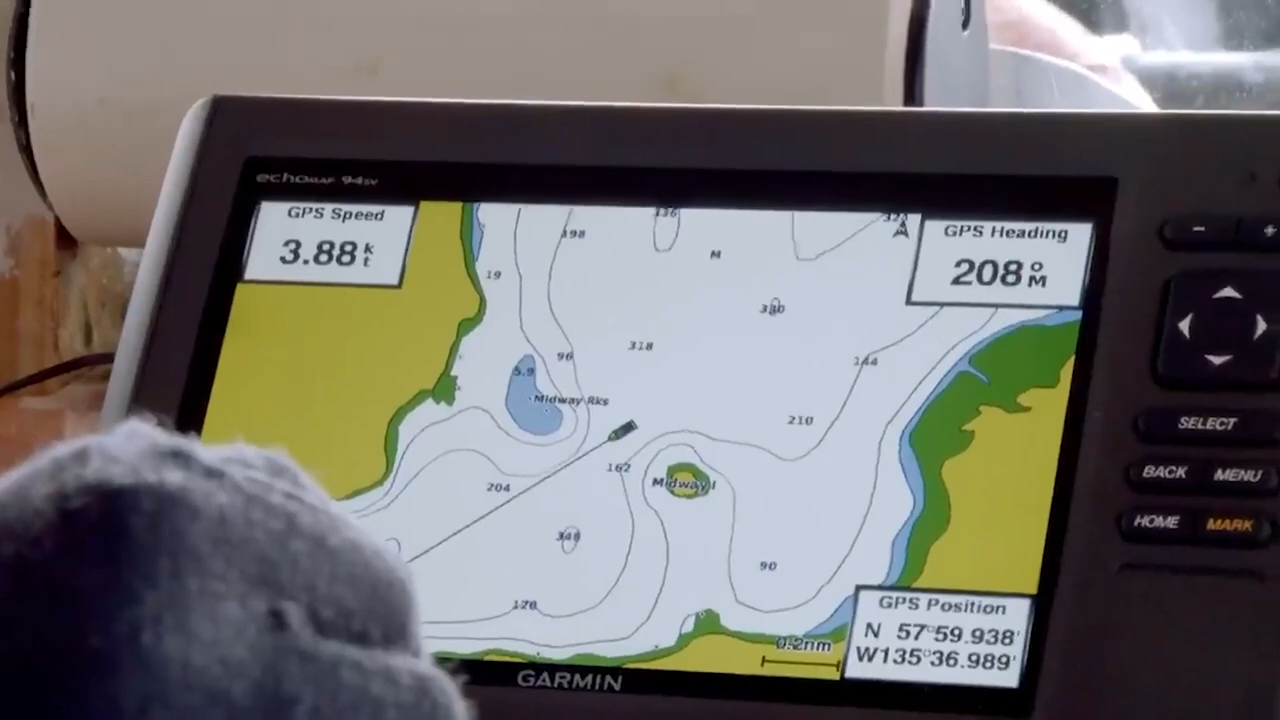 echoMAP 94sv
GPS Speed
3.88 kt
GPS Heading
208°M
136
198
M
19
330
318
96
144
5.9
Midway Rks
210
162
Midway I
204
348
90
120
GPS Position
N 57°59.938'
W135°36.989'
0.2nm
GARMIN
-
+
SELECT
BACK MENU
HOME MARK